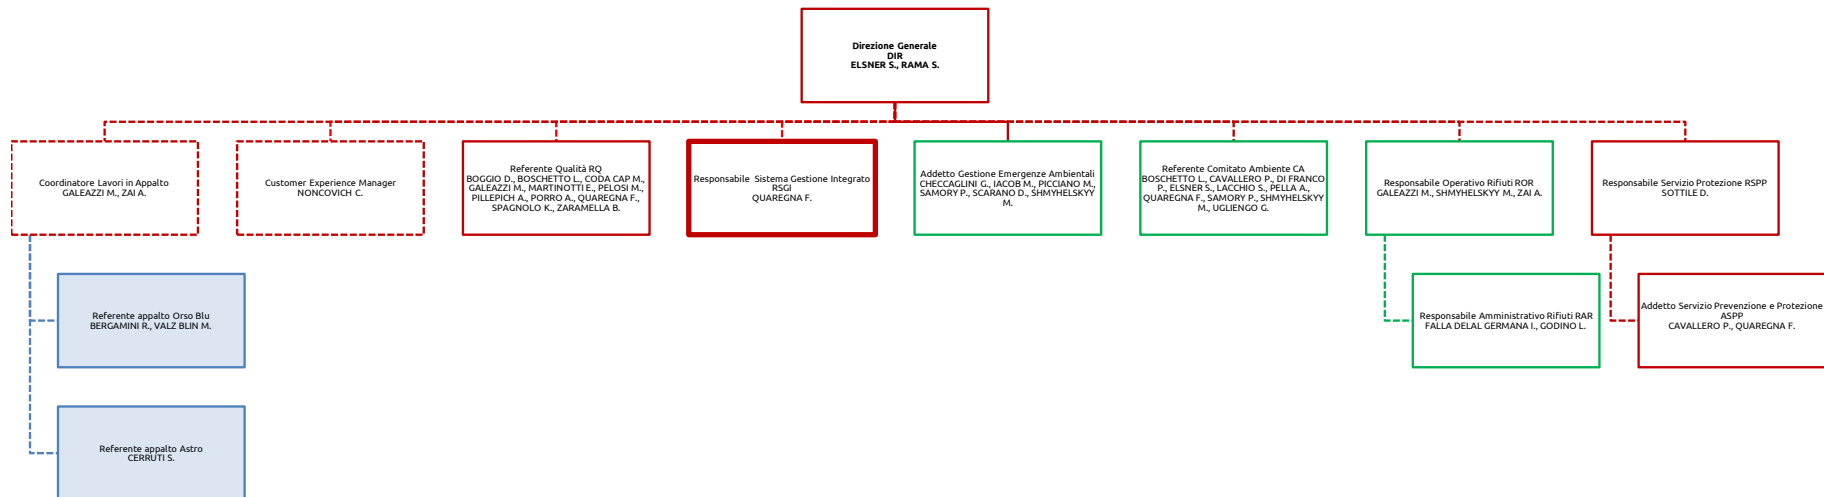 Direzione Generale
DIR
ELSNER S., RAMA S.
Coordinatore Lavori in Appalto
GALEAZZI M., ZAI A.
Customer Experience Manager
NONCOVICH C.
Referente Qualità RQ
BOGGIO D., BOSCHETTO L., CODA CAP M.,
GALEAZZI M., MARTINOTTI E., PELOSI M.,
PILLEPICH A., PORRO A., QUAREGNA F.,
SPAGNOLO K., ZARAMELLA B.
Responsabile Sistema Gestione Integrato
RSGI
QUAREGNA F.
Addetto Gestione Emergenze Ambientali
CHECCAGLINI G., IACOB M., PICCIANO M.,
SAMORY P., SCARANO D., SHMYHELSKYY
M.
Referente Comitato Ambiente CA
BOSCHETTO L., CAVALLERO P., DI FRANCO
P., ELSNER S., LACCHIO S., PELLA A.,
QUAREGNA F., SAMORY P., SHMYHELSKYY
M., UGLIENGO G.
Responsabile Operativo Rifiuti ROR
GALEAZZI M., SHMYHELSKYY M., ZAI A.
Responsabile Servizio Protezione RSPP
SOTTILE D.
Referente appalto Orso Blu
BERGAMINI R., VALZ BLIN M.
Responsabile Amministrativo Rifiuti RAR
FALLA DELAL GERMANA I., GODINO L.
Addetto Servizio Prevenzione e Protezione
ASPP
CAVALLERO P., QUAREGNA F.
Referente appalto Astro
CERRUTI S.